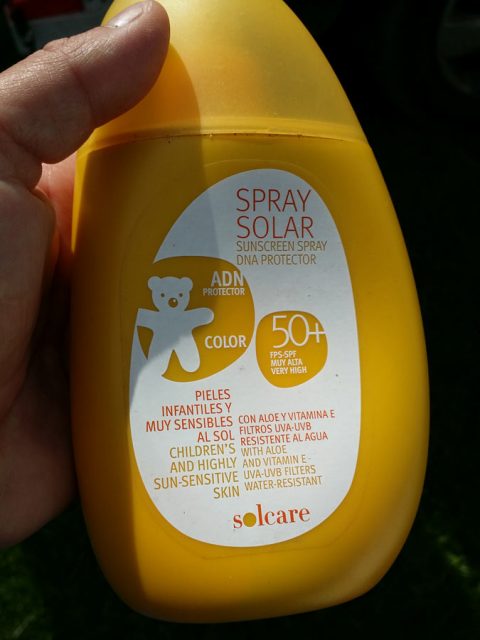 SPRAY
SOLAR
SUNSCREEN SPRAY
DNA PROTECTOR
ADN
PROTECTOR
COLOR
50+
FPS-SPF
MUY ALTA
VERY HIGH
PIELES
INFANTILES Y
MUY SENSIBLES
AL SOL
CHILDREN'S
AND HIGHLY
SUN-SENSITIVE
SKIN
CON ALOE Y VITAMINA E
FILTROS UVA-UVB
RESISTENTE AL AGUA
WITH ALOE
AND VITAMIN E-
UVA-UVB FILTERS
WATER-RESISTANT
solcare